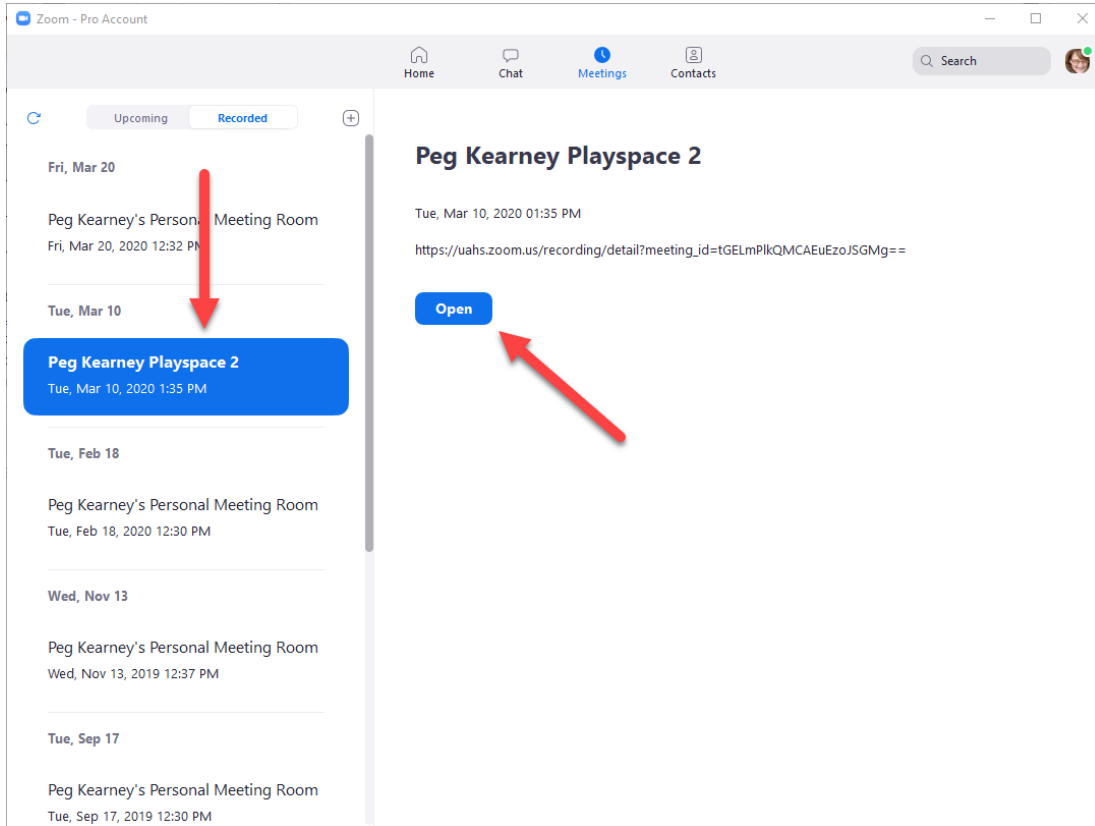 Zoom - Pro Account
Home
Chat
Meetings
Contacts
Search
Upcoming
Recorded
Fri, Mar 20
Peg Kearney's Personal Meeting Room
Fri, Mar 20, 2020 12:32 PM
Tue, Mar 10
Peg Kearney Playspace 2
Tue, Mar 10, 2020 1:35 PM
Tue, Feb 18
Peg Kearney's Personal Meeting Room
Tue, Feb 18, 2020 12:30 PM
Wed, Nov 13
Peg Kearney's Personal Meeting Room
Wed, Nov 13, 2019 12:37 PM
Tue, Sep 17
Peg Kearney's Personal Meeting Room
Tue, Sep 17, 2019 12:30 PM
Peg Kearney Playspace 2
Tue, Mar 10, 2020 01:35 PM
https://uahs.zoom.us/recording/detail?meeting_id=tGELmPlkQMCAEuEzoJSGMg==
Open